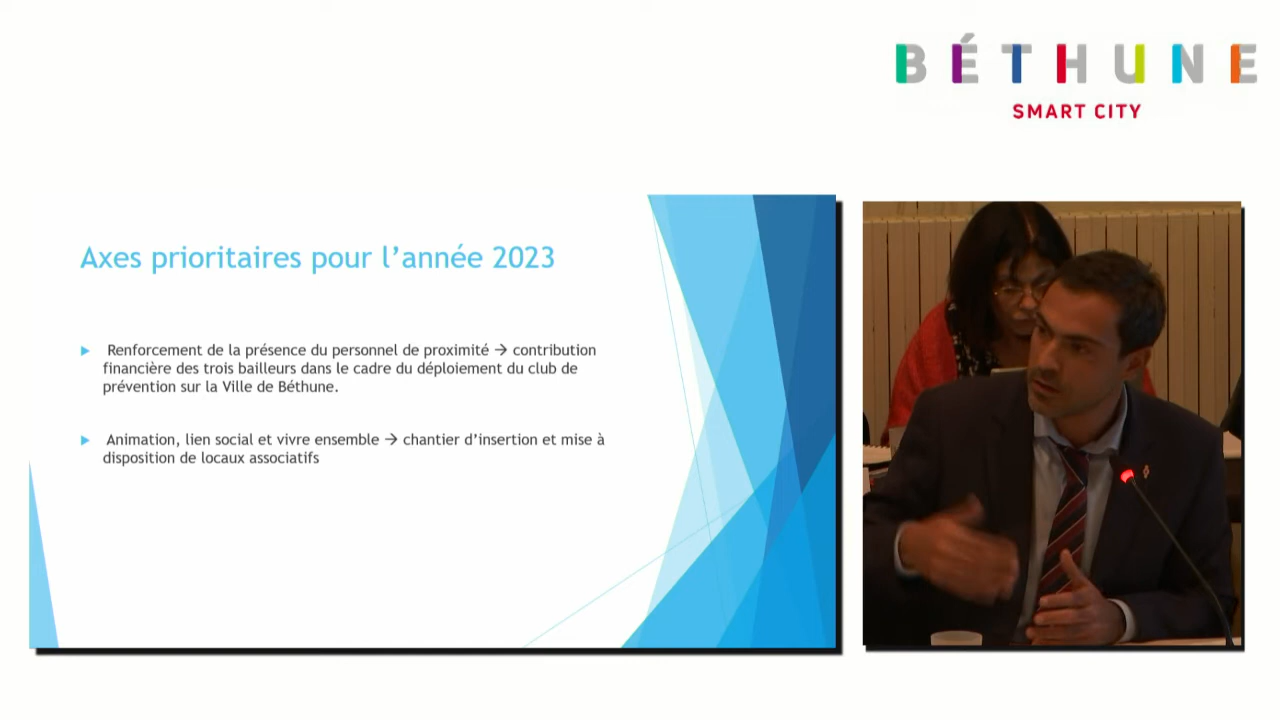 BÉTHUNE
SMART CITY
Axes prioritaires pour l’année 2023
Renforcement de la présence du personnel de proximité → contribution
financière des trois bailleurs dans le cadre du déploiement du club de
prévention sur la Ville de Béthune.
Animation, lien social et vivre ensemble → chantier d’insertion et mise à
disposition de locaux associatifs